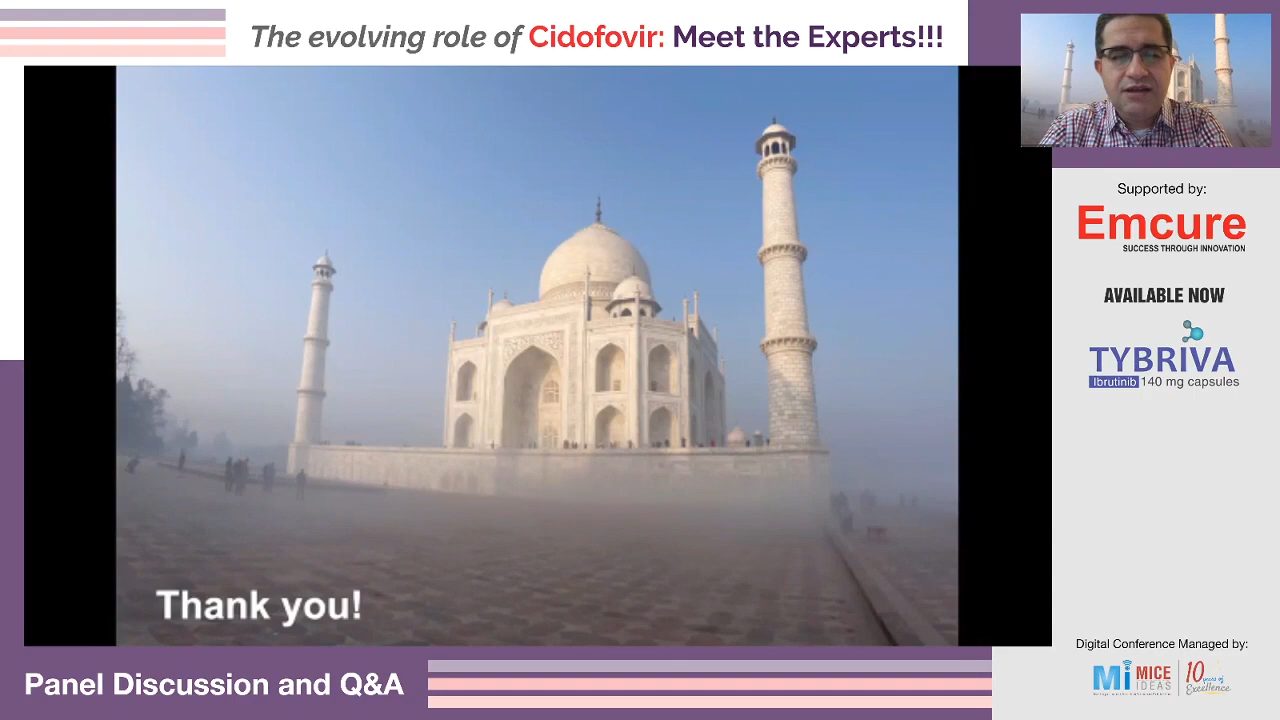 The evolving role of Cidofovir: Meet the Experts!!!
Supported by:
Emcure
SUCCESS THROUGH INNOVATION
AVAILABLE NOW
TYBRIVA
Ibrutinib 140 mg capsules
Thank you!
Digital Conference Managed by:
Mi MICE IDEAS
10 years of Excellence
Panel Discussion and Q&A